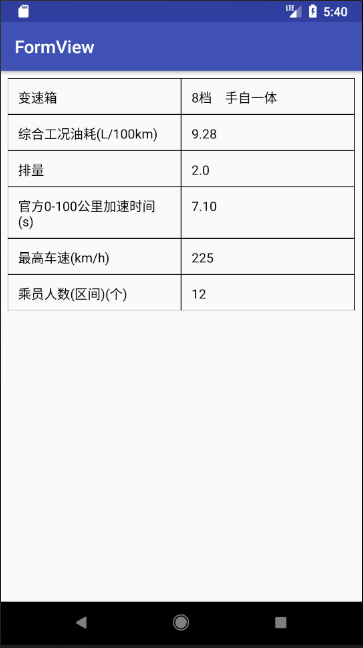 LTE 5:40
FormView
变速箱 8档 手自一体
综合工况油耗(L/100km) 9.28
排量 2.0
官方0-100公里加速时间 7.10
(s)
最高车速(km/h) 225
乘员人数(区间)(个) 12